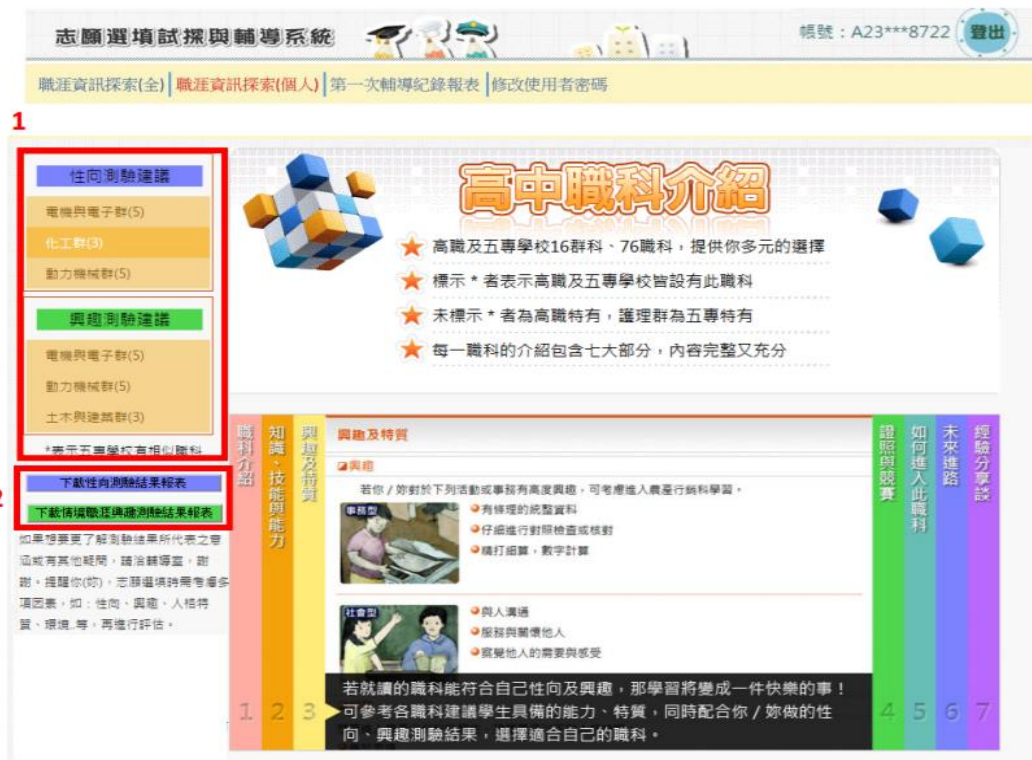 志願選填試探與輔導系統
帳號：A23***8722
登出
職涯資訊探索(全)
職涯資訊探索(個人)
第一次輔導紀錄報表
修改使用者密碼
1
性向測驗建議
電機與電子群(5)
化工群(3)
動力機械群(5)
興趣測驗建議
電機與電子群(5)
動力機械群(5)
土木與建築群(3)
*表示五專學校有相似職科
2
下載性向測驗結果報表
下載情境職涯興趣測驗結果報表
如果想要更了解測驗結果所代表之意
涵或有其他疑問，請洽輔導室，謝
謝。提醒你(妳)，志願選填時需考慮多
項因素，如：性向、興趣、人格特
質、環境..等，再進行評估。
高中職科介紹
高職及五專學校16群科、76職科，提供你多元的選擇
標示 * 者表示高職及五專學校皆設有此職科
未標示 * 者為高職特有，護理群為五專特有
每一職科的介紹包含七大部分，內容完整又充分
職科介紹
1
知識、技能與能力
2
興趣及特質
3
興趣及特質
興趣
若你／妳對於下列活動或事務有高度興趣，可考慮進入農產行銷科學習。
事務型
有條理的統整資料
仔細進行對照檢查或核對
精打細算，數字計算
社會型
與人溝通
服務與關懷他人
察覺他人的需要與感受
若就讀的職科能符合自己性向及興趣，那學習將變成一件快樂的事！
可參考各職科建議學生具備的能力、特質，同時配合你／妳做的性
向、興趣測驗結果，選擇適合自己的職科。
證照與競賽
4
如何進入此職科
5
未來進路
6
經驗分享談
7